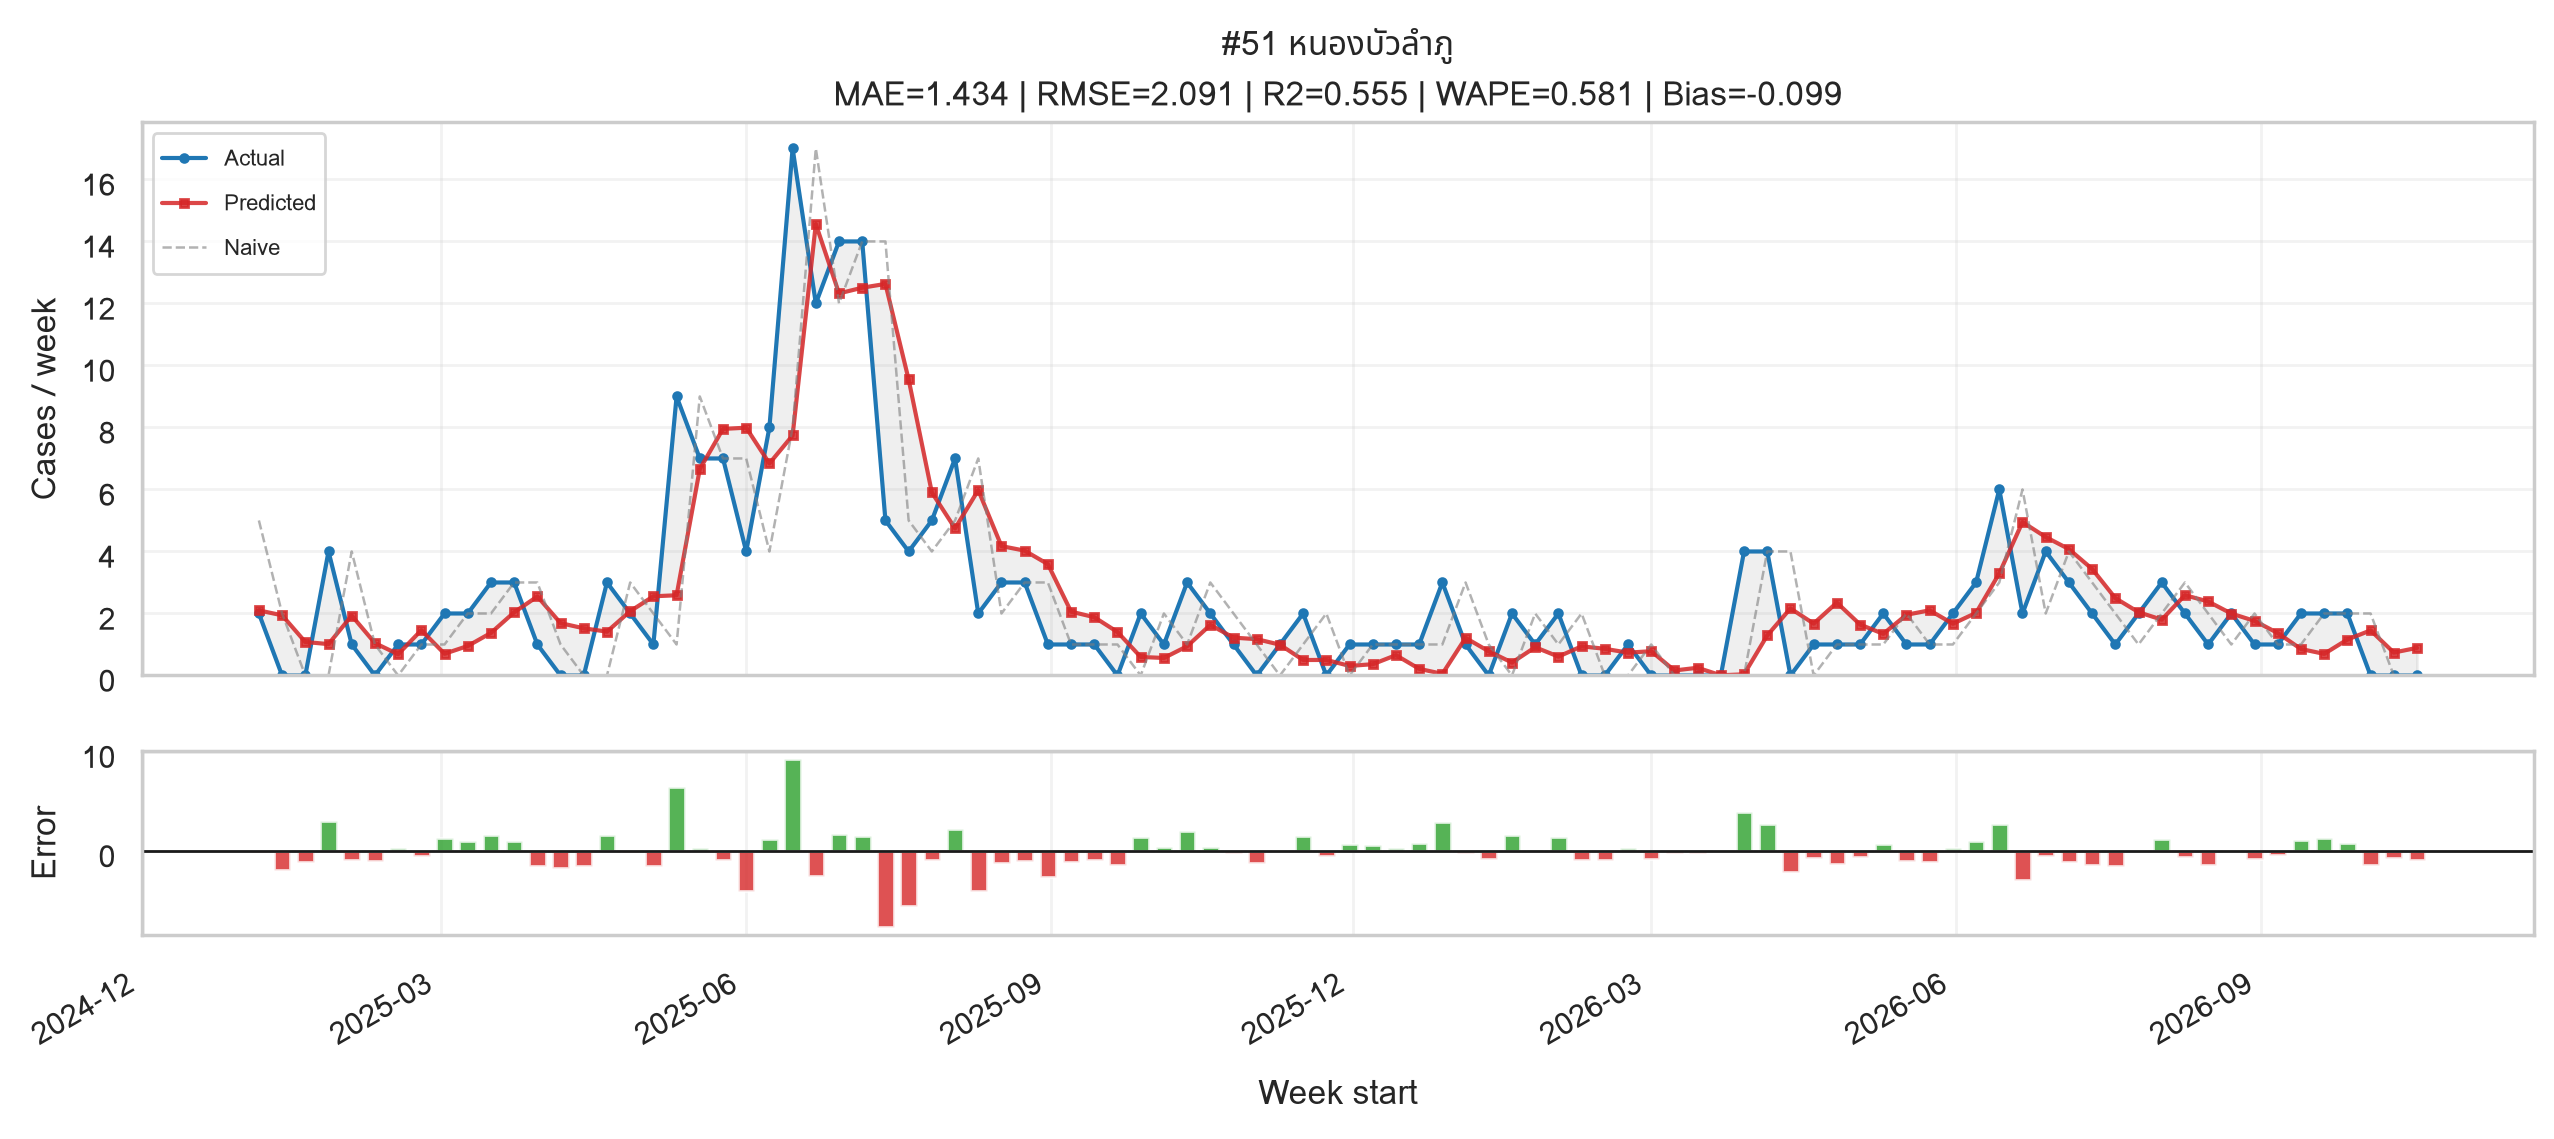 #51 หนองบัวลำภู
MAE=1.434 | RMSE=2.091 | R2=0.555 | WAPE=0.581 | Bias=-0.099
Actual
Predicted
Naive
Cases / week
16
14
12
10
8
6
4
2
0
Error
10
0
2024-12
2025-03
2025-06
2025-09
2025-12
2026-03
2026-06
2026-09
Week start